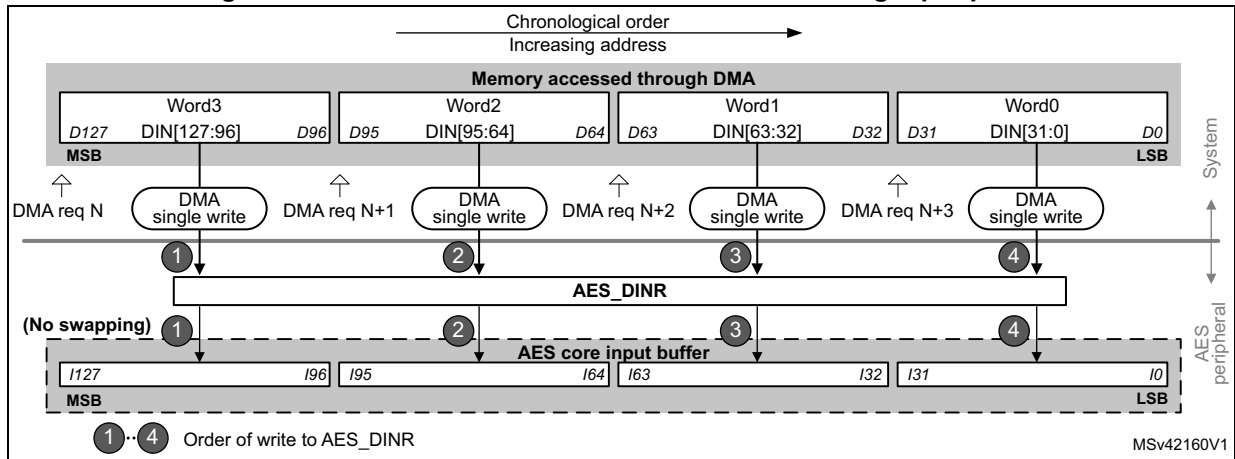 Chronological order
Increasing address
Memory accessed through DMA
Word3 Word2 Word1 Word0
D127 DIN[127:96] D96 D95 DIN[95:64] D64 D63 DIN[63:32] D32 D31 DIN[31:0] D0
MSB LSB
System
DMA req N DMA single write DMA req N+1 DMA single write DMA req N+2 DMA single write DMA req N+3 DMA single write
1 2 3 4
AES_DINR
(No swapping) 1 2 3 4
AES peripheral
AES core input buffer
I127 I96 I95 I64 I63 I32 I31 I0
MSB LSB
1··4 Order of write to AES_DINR
MSv42160V1